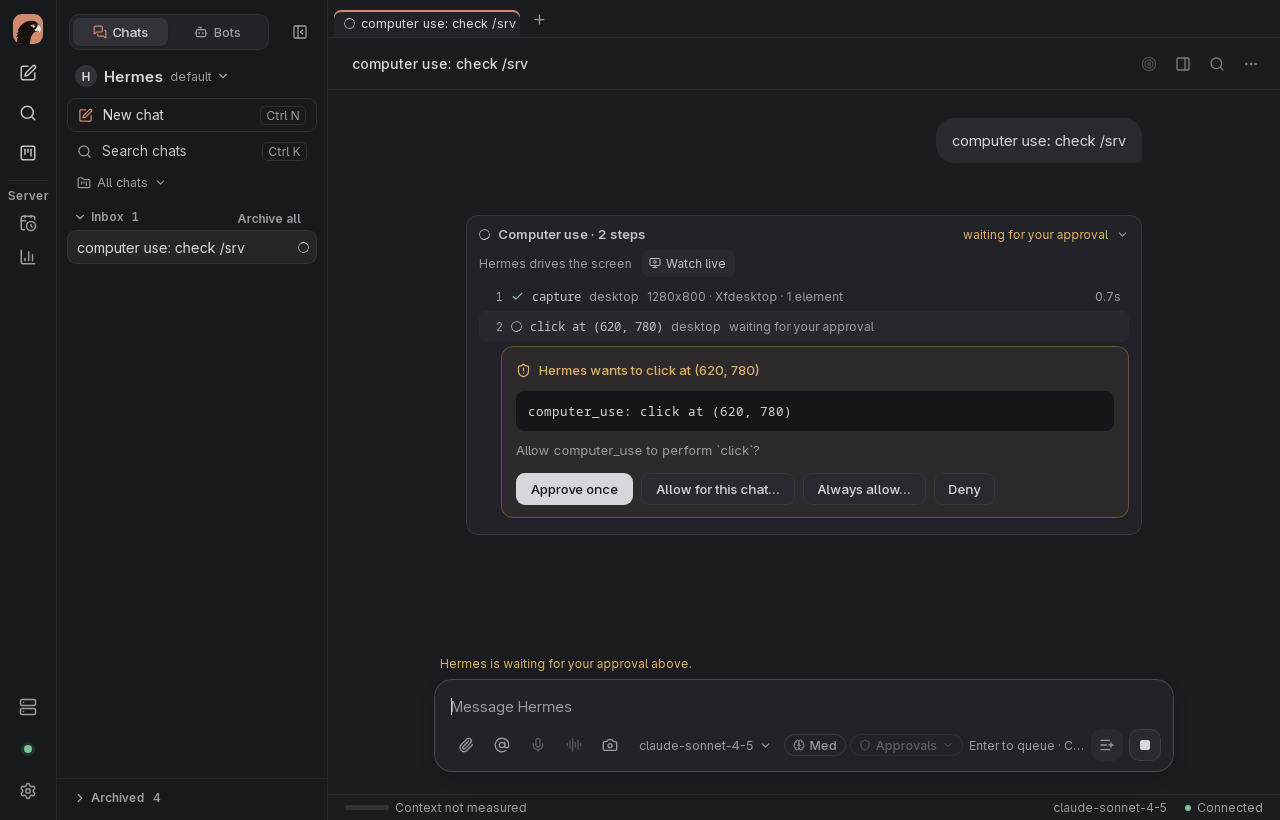 Chats
Bots
H Hermes default
New chat Ctrl N
Search chats Ctrl K
All chats
Server
Inbox 1 Archive all
computer use: check /srv
Archived 4
computer use: check /srv
computer use: check /srv
computer use: check /srv
Computer use · 2 steps waiting for your approval
Hermes drives the screen Watch live
1 capture desktop 1280x800 · Xfdesktop · 1 element 0.7s
2 click at (620, 780) desktop waiting for your approval
Hermes wants to click at (620, 780)
computer_use: click at (620, 780)
Allow computer_use to perform `click`?
Approve once Allow for this chat… Always allow… Deny
Hermes is waiting for your approval above.
Message Hermes
claude-sonnet-4-5 Med Approvals Enter to queue · C…
Context not measured claude-sonnet-4-5 Connected